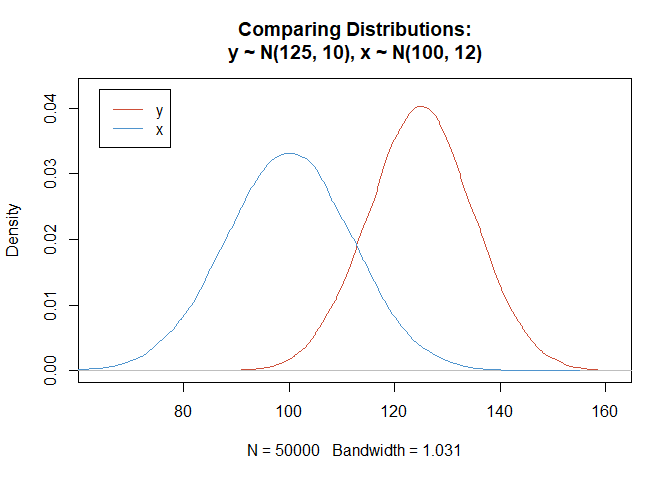 Comparing Distributions:
y ~ N(125, 10), x ~ N(100, 12)
y
x
Density
0.04
0.03
0.02
0.01
0.00
80 100 120 140 160
N = 50000 Bandwidth = 1.031